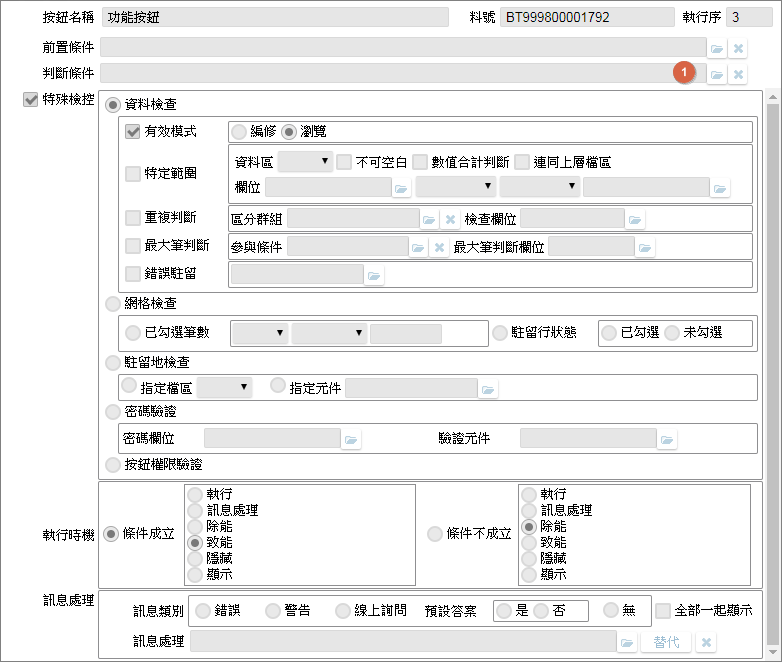 按鈕名稱 功能按鈕 料號 BT999800001792 執行序 3
前置條件
判斷條件 1
特殊檢控 資料檢查
有效模式 編修 瀏覽
特定範圍 資料區 不可空白 數值合計判斷 連同上層檔區
欄位
重複判斷 區分群組 檢查欄位
最大筆判斷 參與條件 最大筆判斷欄位
錯誤駐留
網格檢查
已勾選筆數 駐留行狀態 已勾選 未勾選
駐留地檢查
指定檔區 指定元件
密碼驗證
密碼欄位 驗證元件
按鈕權限驗證
執行時機 條件成立 執行 訊息處理 除能 致能 隱藏 顯示 條件不成立 執行 訊息處理 除能 致能 隱藏 顯示
訊息處理
訊息類別 錯誤 警告 線上詢問 預設答案 是 否 無 全部一起顯示
訊息處理 替代